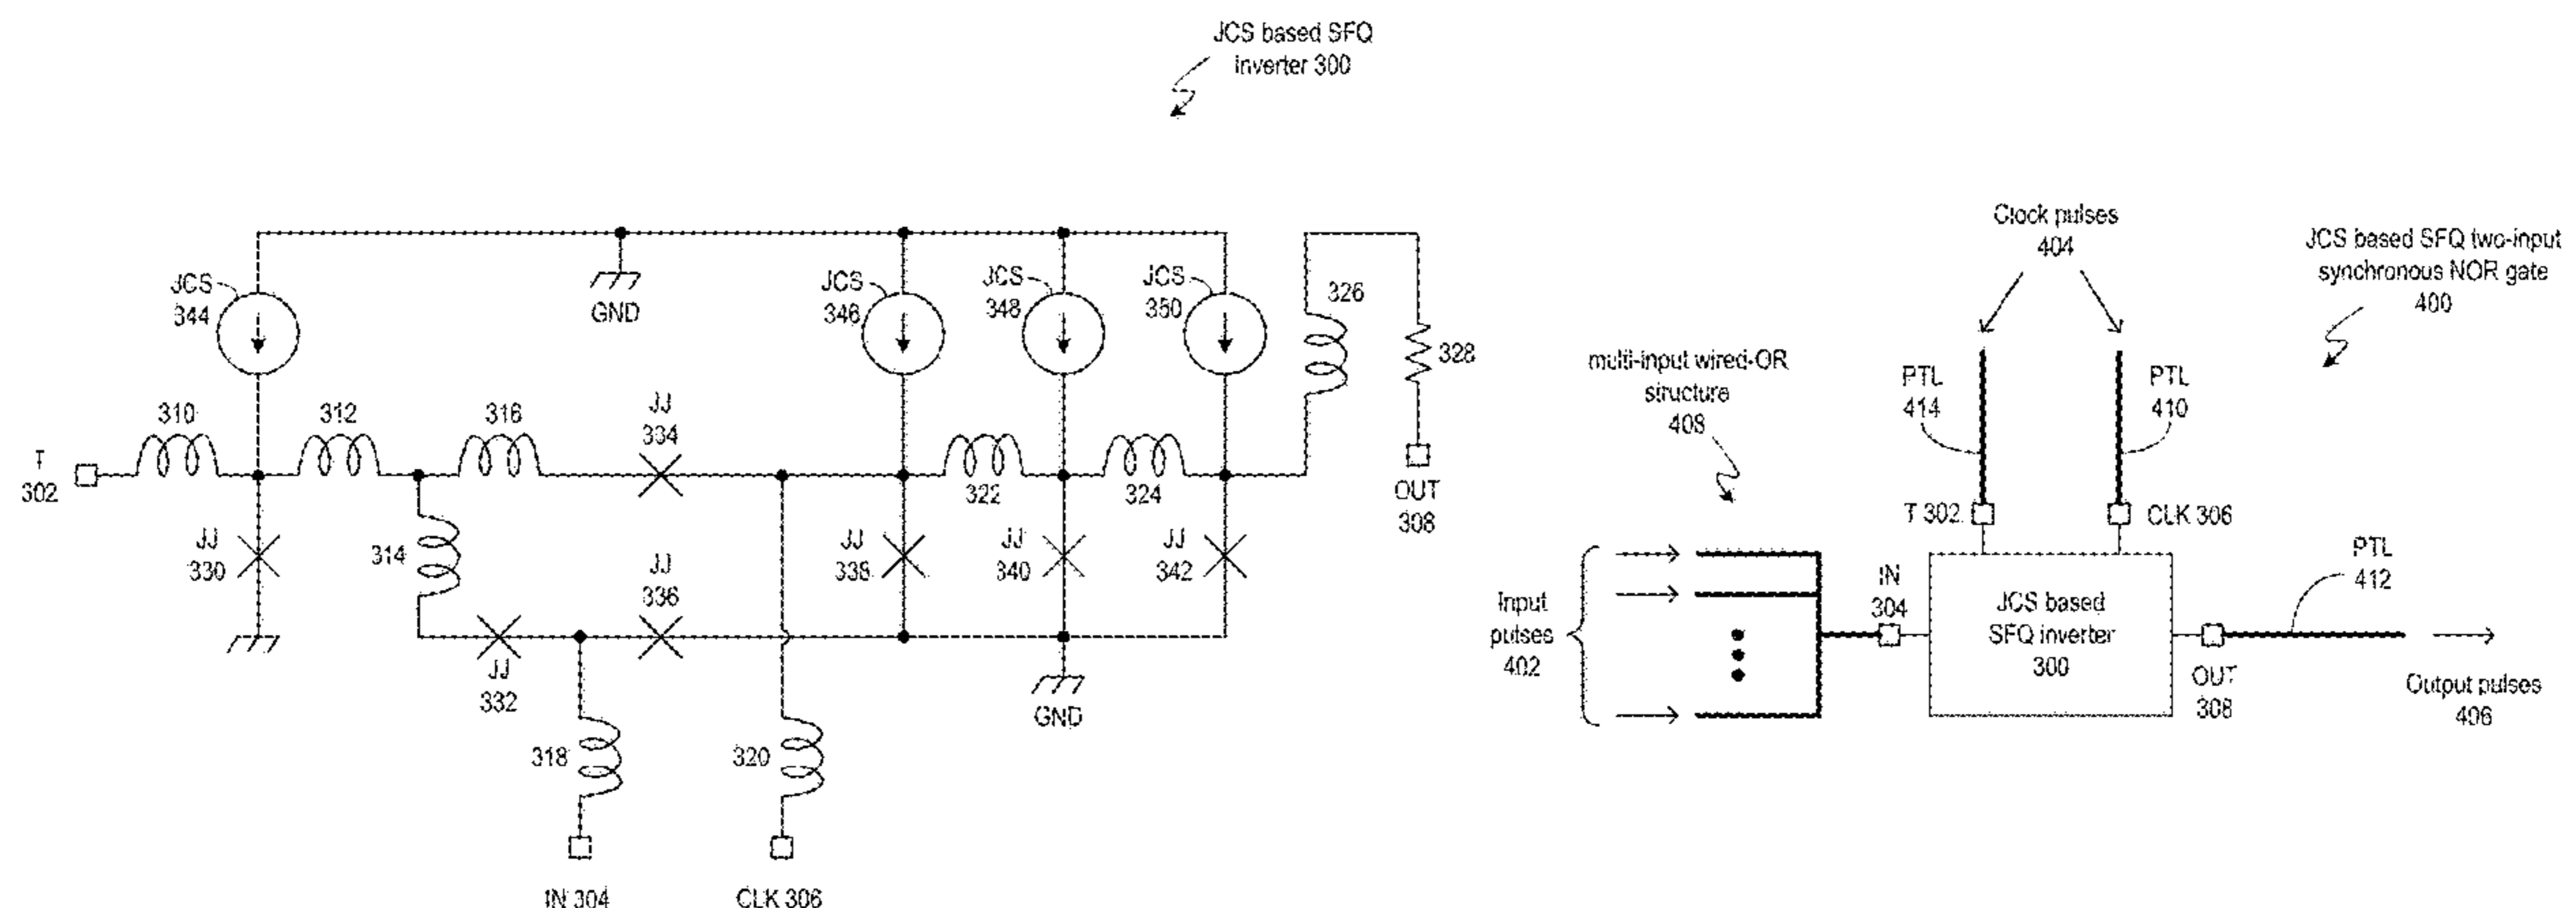 JCS based SFQ
inverter 300
JCS
344
GND
JCS
346
JCS
348
JCS
350
326
328
310
312
316
JJ
334
T
302
322
324
OUT
308
JJ
330
314
JJ
336
JJ
338
JJ
340
JJ
342
JJ
332
GND
318
320
IN 304
CLK 306
Clock pulses
404
JCS based SFQ two-input
synchronous NOR gate
400
multi-input wired-OR
structure
408
PTL
414
PTL
410
T 302
CLK 306
PTL
412
Input
pulses
402
IN
304
JCS based
SFQ inverter
300
OUT
308
Output pulses
406